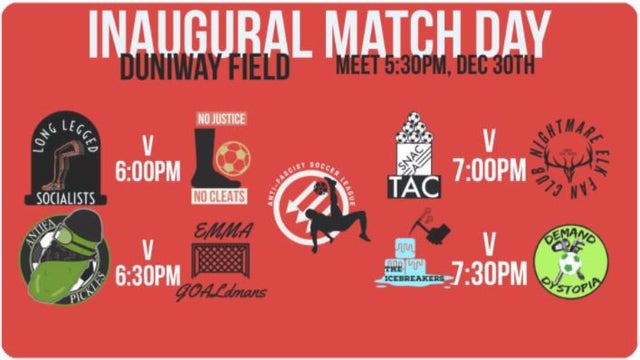 INAUGURAL MATCH DAY
DUNIWAY FIELD
MEET 5:30PM, DEC 30TH
LONG LEGGED
SOCIALISTS
V
6:00PM
NO JUSTICE
NO CLEATS
SNAC
TAC
V
7:00PM
NIGHTMARE ELK FAN CLUB
ANTI-FASCIST SOCCER LEAGUE
ANTIFA
PICKLES
V
6:30PM
EMMA
GOALdmans
THE
ICEBREAKERS
V
7:30PM
DEMAND
DYSTOPIA